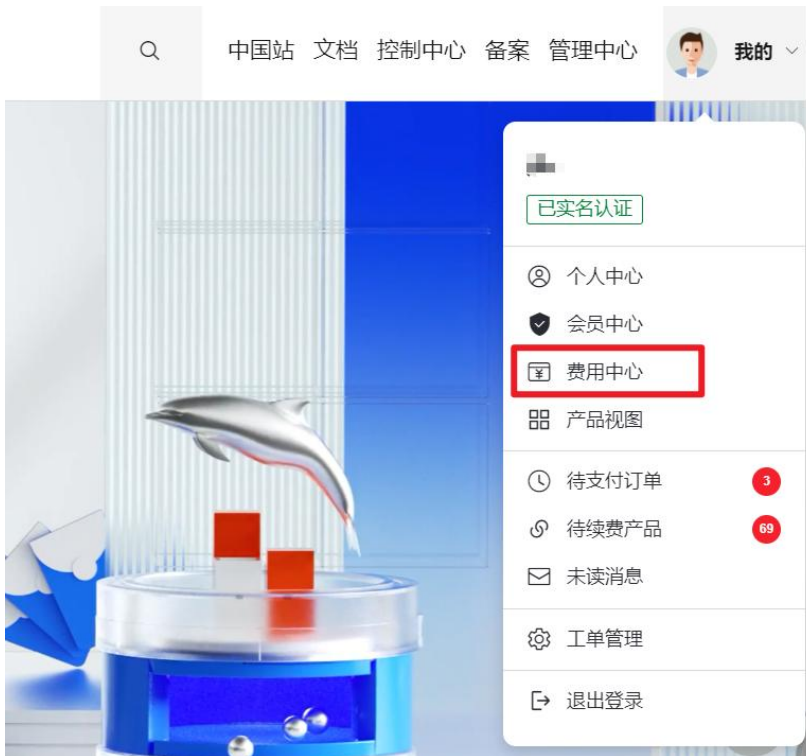 中国站 文档 控制中心 备案 管理中心 我的
已实名认证
个人中心
会员中心
费用中心
产品视图
待支付订单 3
待续费产品 69
未读消息
工单管理
退出登录